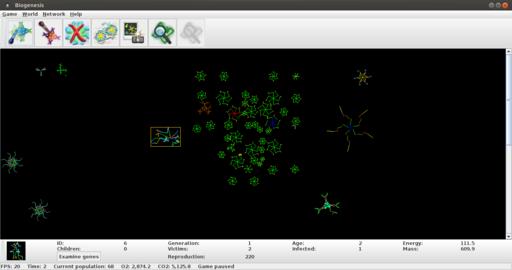 Biogenesis
Game World Network Help
ID: 6 Generation: 1 Age: 2 Energy: 111.5
Children: 0 Victims: 2 Infected: 1 Mass: 609.9
Examine genes Reproduction: 220
FPS: 20 Time: 2 Current population: 68 O2: 2,874.2 CO2: 5,125.8 Game paused